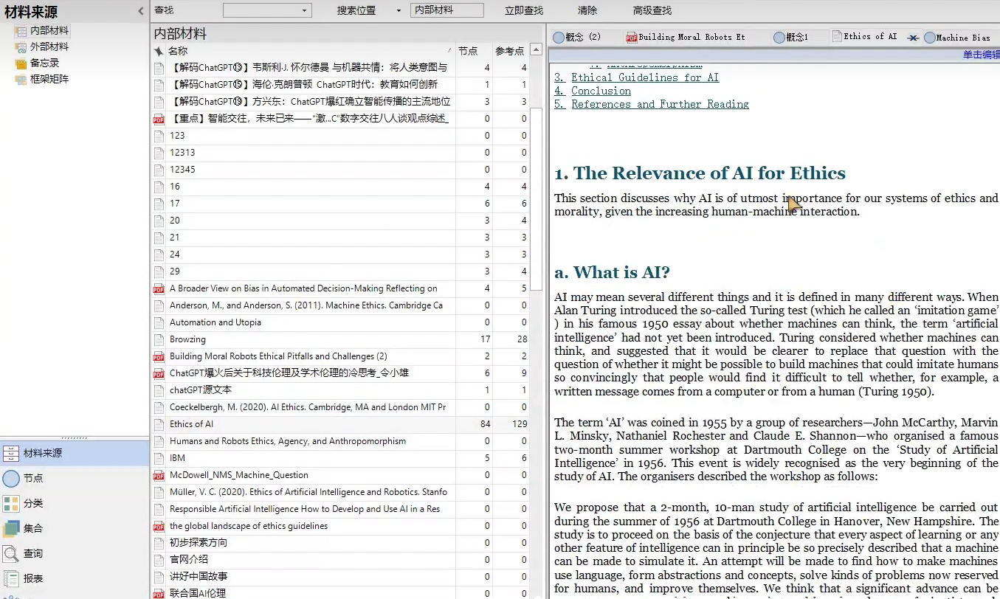 材料来源
内部材料
外部材料
备忘录
框架矩阵
材料来源
节点
分类
集合
查询
报表
查找 搜索位置 内部材料 立即查找 清除 高级查找
内部材料
名称 节点 参考点
【解码ChatGPT⑬】韦斯利·J. 怀尔德曼 与机器共情：将人类意图与 4 4
【解码ChatGPT⑬】海伦·克朗普顿 ChatGPT时代：教育如何创新 1 1
【解码ChatGPT⑬】方兴东：ChatGPT爆红确立智能传播的主流地位 3 3
【重点】智能交往，未来已来——“激...C”数字交往八人谈观点综述_ 0 0
123 0 0
12313 0 0
12345 0 0
16 4 4
17 6 6
20 3 4
21 3 3
24 3 3
29 3 4
A Broader View on Bias in Automated Decision-Making Reflecting on 4 5
Anderson, M., and Anderson, S. (2011). Machine Ethics. Cambridge Ca 0 0
Automation and Utopia 0 0
Browzing 17 28
Building Moral Robots Ethical Pitfalls and Challenges (2) 2 2
ChatGPT爆火后关于科技伦理及学术伦理的冷思考_令小雄 6 9
chatGPT源文本 1 1
Coeckelbergh, M. (2020). AI Ethics. Cambridge, MA and London MIT Pr 0 0
Ethics of AI 84 129
Humans and Robots Ethics, Agency, and Anthropomorphism 0 0
IBM 5 6
McDowell_NMS_Machine_Question 0 0
Müller, V. C. (2020). Ethics of Artificial Intelligence and Robotics. Stanfo 0 0
Responsible Artificial Intelligence How to Develop and Use AI in a Res 0 0
the global landscape of ethics guidelines 0 0
初步探索方向 0 0
官网介绍 0 0
讲好中国故事 0 0
联合国AI伦理 0 0
概念 (2) Building Moral Robots Et 概念1 Ethics of AI Machine Bias
单击编辑
3. Ethical Guidelines for AI
4. Conclusion
5. References and Further Reading
1. The Relevance of AI for Ethics
This section discusses why AI is of utmost importance for our systems of ethics and
morality, given the increasing human-machine interaction.
a. What is AI?
AI may mean several different things and it is defined in many different ways. When
Alan Turing introduced the so-called Turing test (which he called an ‘imitation game’
) in his famous 1950 essay about whether machines can think, the term ‘artificial
intelligence’ had not yet been introduced. Turing considered whether machines can
think, and suggested that it would be clearer to replace that question with the
question of whether it might be possible to build machines that could imitate humans
so convincingly that people would find it difficult to tell whether, for example, a
written message comes from a computer or from a human (Turing 1950).
The term ‘AI’ was coined in 1955 by a group of researchers—John McCarthy, Marvin
L. Minsky, Nathaniel Rochester and Claude E. Shannon—who organised a famous
two-month summer workshop at Dartmouth College on the ‘Study of Artificial
Intelligence’ in 1956. This event is widely recognised as the very beginning of the
study of AI. The organisers described the workshop as follows:
We propose that a 2-month, 10-man study of artificial intelligence be carried out
during the summer of 1956 at Dartmouth College in Hanover, New Hampshire. The
study is to proceed on the basis of the conjecture that every aspect of learning or any
other feature of intelligence can in principle be so precisely described that a machine
can be made to simulate it. An attempt will be made to find how to make machines
use language, form abstractions and concepts, solve kinds of problems now reserved
for humans, and improve themselves. We think that a significant advance can be